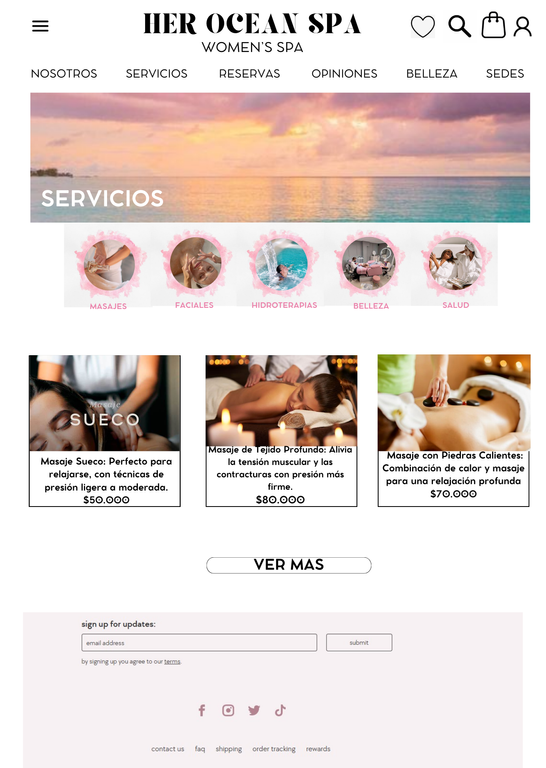 HER OCEAN SPA
WOMEN'S SPA
NOSOTROS SERVICIOS RESERVAS OPINIONES BELLEZA SEDES
SERVICIOS
MASAJES FACIALES HIDROTERAPIAS BELLEZA SALUD
Masaje
SUECO
Masaje Sueco: Perfecto para
relajarse, con técnicas de
presión ligera a moderada.
$50.000
Masaje de Tejido Profundo: Alivia
la tensión muscular y las
contracturas con presión más
firme.
$80.000
Masaje con Piedras Calientes:
Combinación de calor y masaje
para una relajación profunda
$70.000
VER MAS
sign up for updates:
email address submit
by signing up you agree to our terms.
contact us faq shipping order tracking rewards